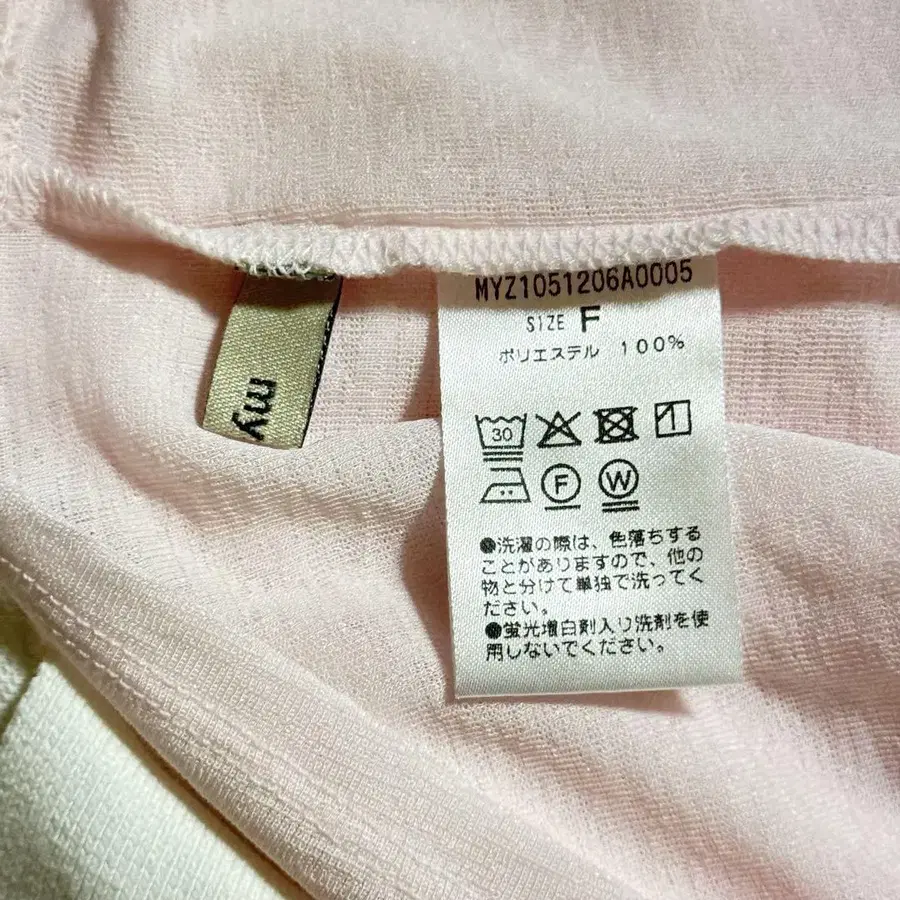 my
MYZ1051206A0005
SIZE F
ポリエステル 100%
30
F W
●洗濯の際は、色落ちする
ことがありますので、他の
物と分けて単独で洗ってく
ださい。
●蛍光増白剤入り洗剤を使
用しないでください。